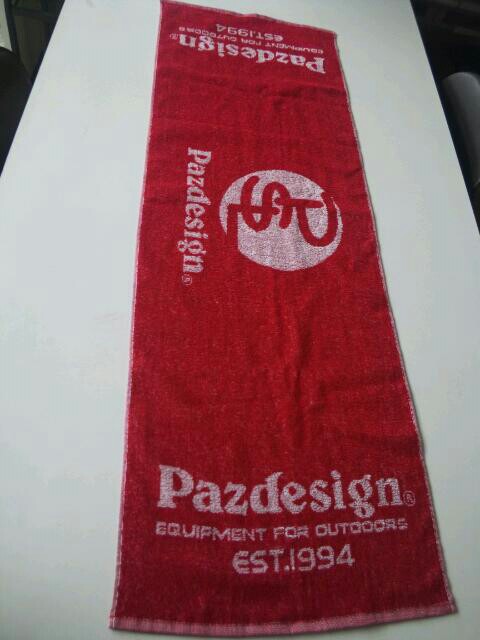 Pazdesign®
EQUIPMENT FOR OUTDOORS
EST.1994
Pazdesign®
Pazdesign®
EQUIPMENT FOR OUTDOORS
EST.1994